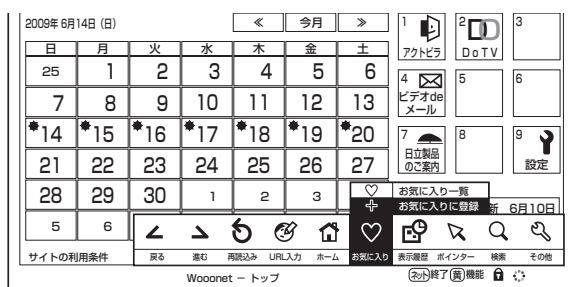 2009年 6月14日（日）
≪ 今月 ≫
日 月 火 水 木 金 土
25 1 2 3 4 5 6
7 8 9 10 11 12 13
14 15 16 17 18 19 20
21 22 23 24 25 26 27
28 29 30 1 2 3
5 6
1 アクトビラ
2 DoTV
3
4 ビデオde
メール
5
6
7 日立製品
のご案内
8
9 設定
お気に入り一覧
お気に入りに登録
新 6月10日
サイトの利用条件
戻る 進む 再読込み URL入力 ホーム お気に入り 表示履歴 ポインター 検索 その他
Wooonet － トップ
ネット 終了 黄 機能